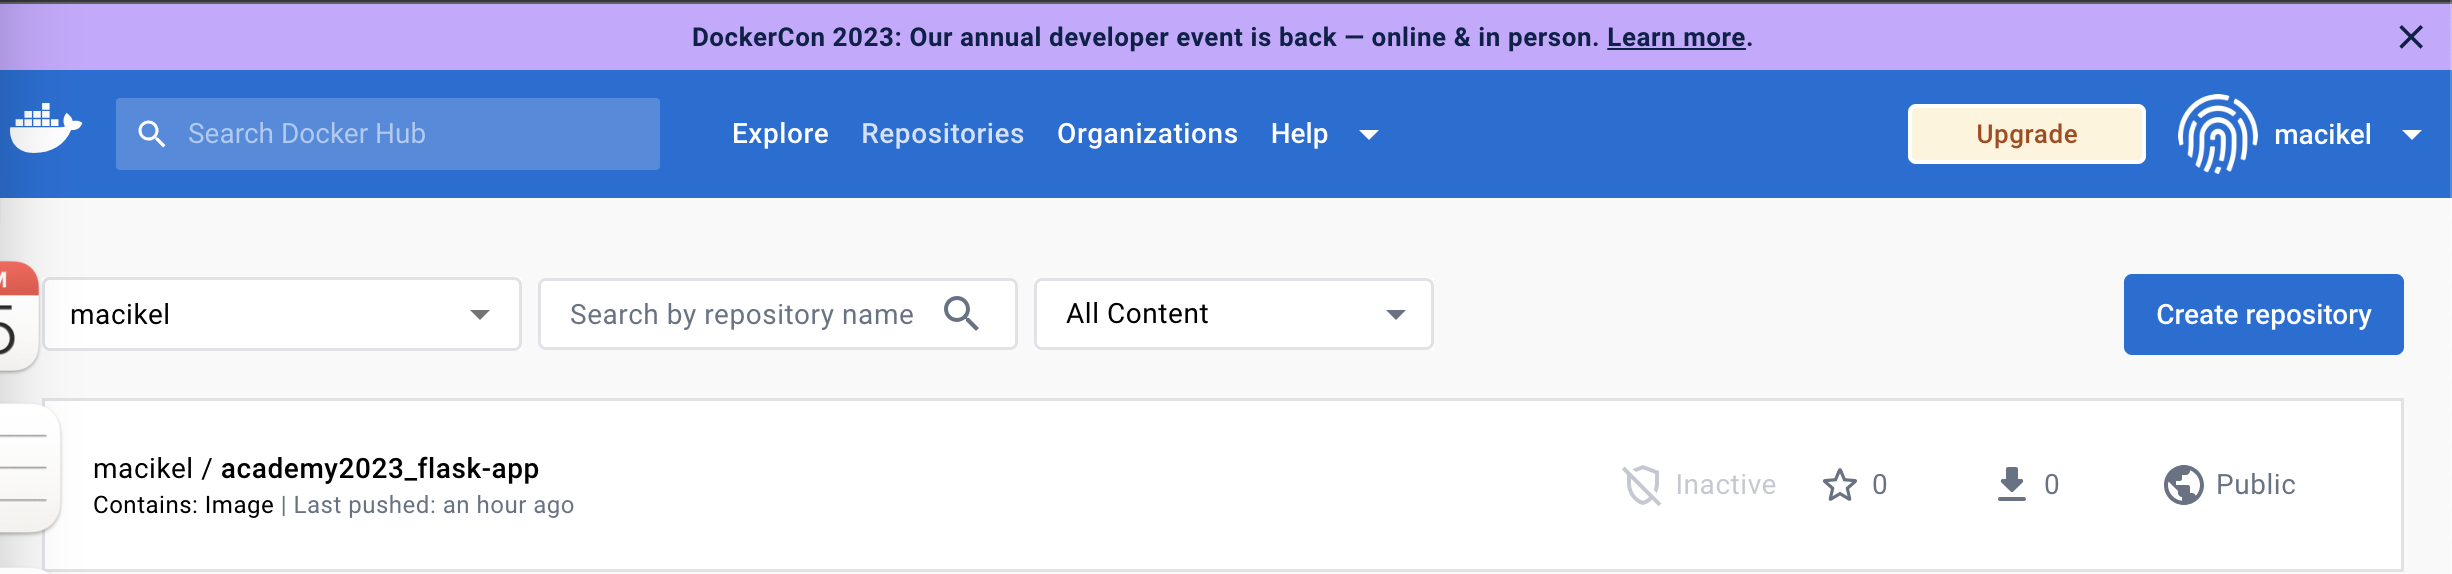 DockerCon 2023: Our annual developer event is back — online & in person. Learn more.
Search Docker Hub
Explore Repositories Organizations Help
Upgrade
macikel
macikel
Search by repository name
All Content
Create repository
macikel / academy2023_flask-app
Contains: Image | Last pushed: an hour ago
Inactive
0
0
Public